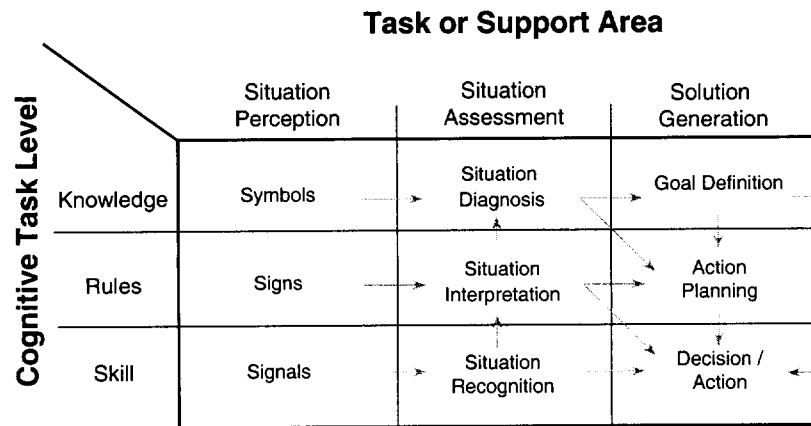 Task or Support Area
Cognitive Task Level
Situation
Perception
Situation
Assessment
Solution
Generation
Knowledge
Symbols
Situation
Diagnosis
Goal Definition
Rules
Signs
Situation
Interpretation
Action
Planning
Skill
Signals
Situation
Recognition
Decision /
Action